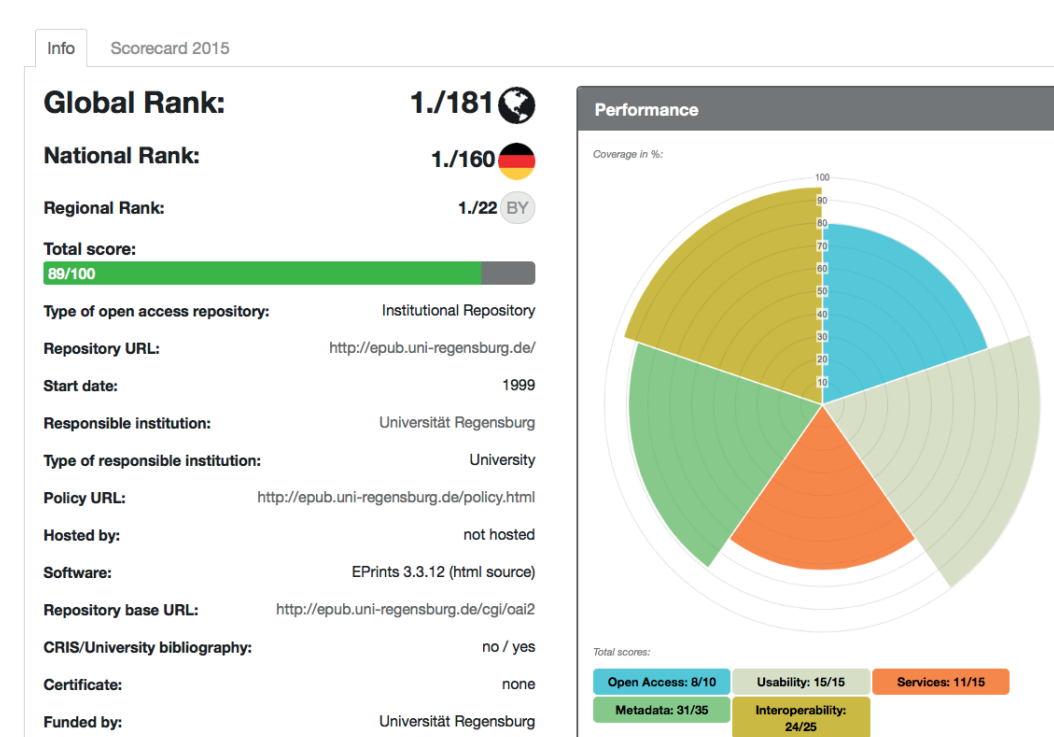 Info Scorecard 2015
Global Rank: 1./181
National Rank: 1./160
Regional Rank: 1./22 BY
Total score:
89/100
Type of open access repository: Institutional Repository
Repository URL: http://epub.uni-regensburg.de/
Start date: 1999
Responsible institution: Universität Regensburg
Type of responsible institution: University
Policy URL: http://epub.uni-regensburg.de/policy.html
Hosted by: not hosted
Software: EPrints 3.3.12 (html source)
Repository base URL: http://epub.uni-regensburg.de/cgi/oai2
CRIS/University bibliography: no / yes
Certificate: none
Funded by: Universität Regensburg
Performance
Coverage in %:
100
90
80
70
60
50
40
30
20
10
Total scores:
Open Access: 8/10 Usability: 15/15 Services: 11/15
Metadata: 31/35 Interoperability:
24/25